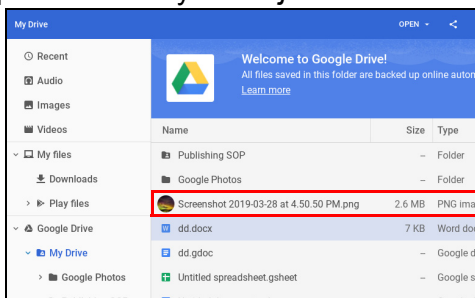 My Drive OPEN
Recent
Audio
Images
Videos
My files
Downloads
Play files
Google Drive
My Drive
Google Photos
Welcome to Google Drive!
All files saved in this folder are backed up online auton
Learn more
Name Size Type
Publishing SOP -- Folder
Google Photos -- Folder
Screenshot 2019-03-28 at 4.50.50 PM.png 2.6 MB PNG ima
dd.docx 7 KB Word doc
dd.gdoc -- Google d
Untitled spreadsheet.gsheet -- Google s